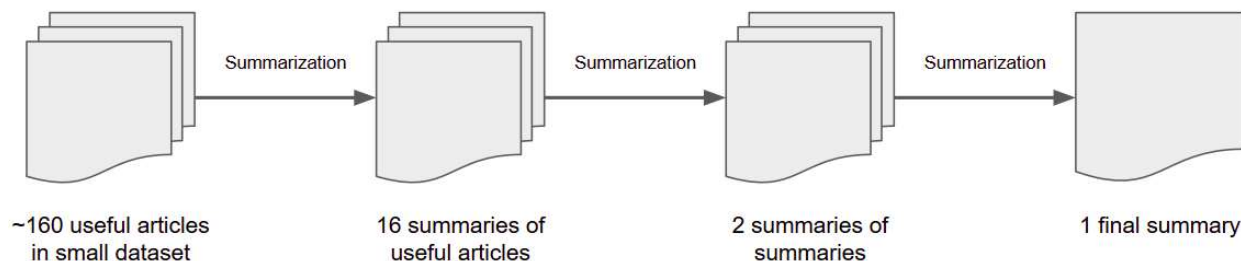 Summarization
Summarization
Summarization
~160 useful articles
in small dataset
16 summaries of
useful articles
2 summaries of
summaries
1 final summary